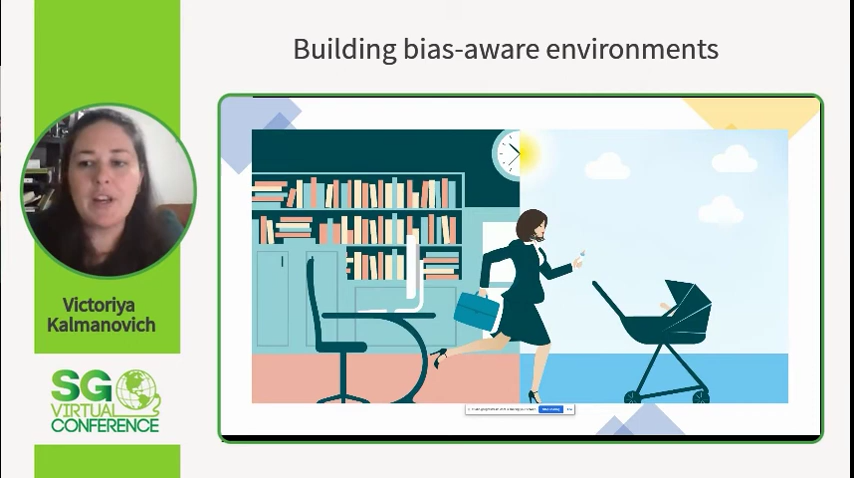 Building bias-aware environments
Victoriya
Kalmanovich
SG
VIRTUAL
CONFERENCE